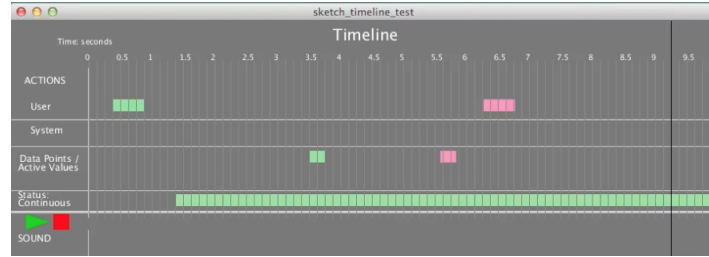 sketch_timeline_test
Timeline
Time: seconds
0 0.5 1 1.5 2 2.5 3 3.5 4 4.5 5 5.5 6 6.5 7 7.5 8 8.5 9 9.5
ACTIONS
User
System
Data Points /
Active Values
Status:
Continuous
SOUND